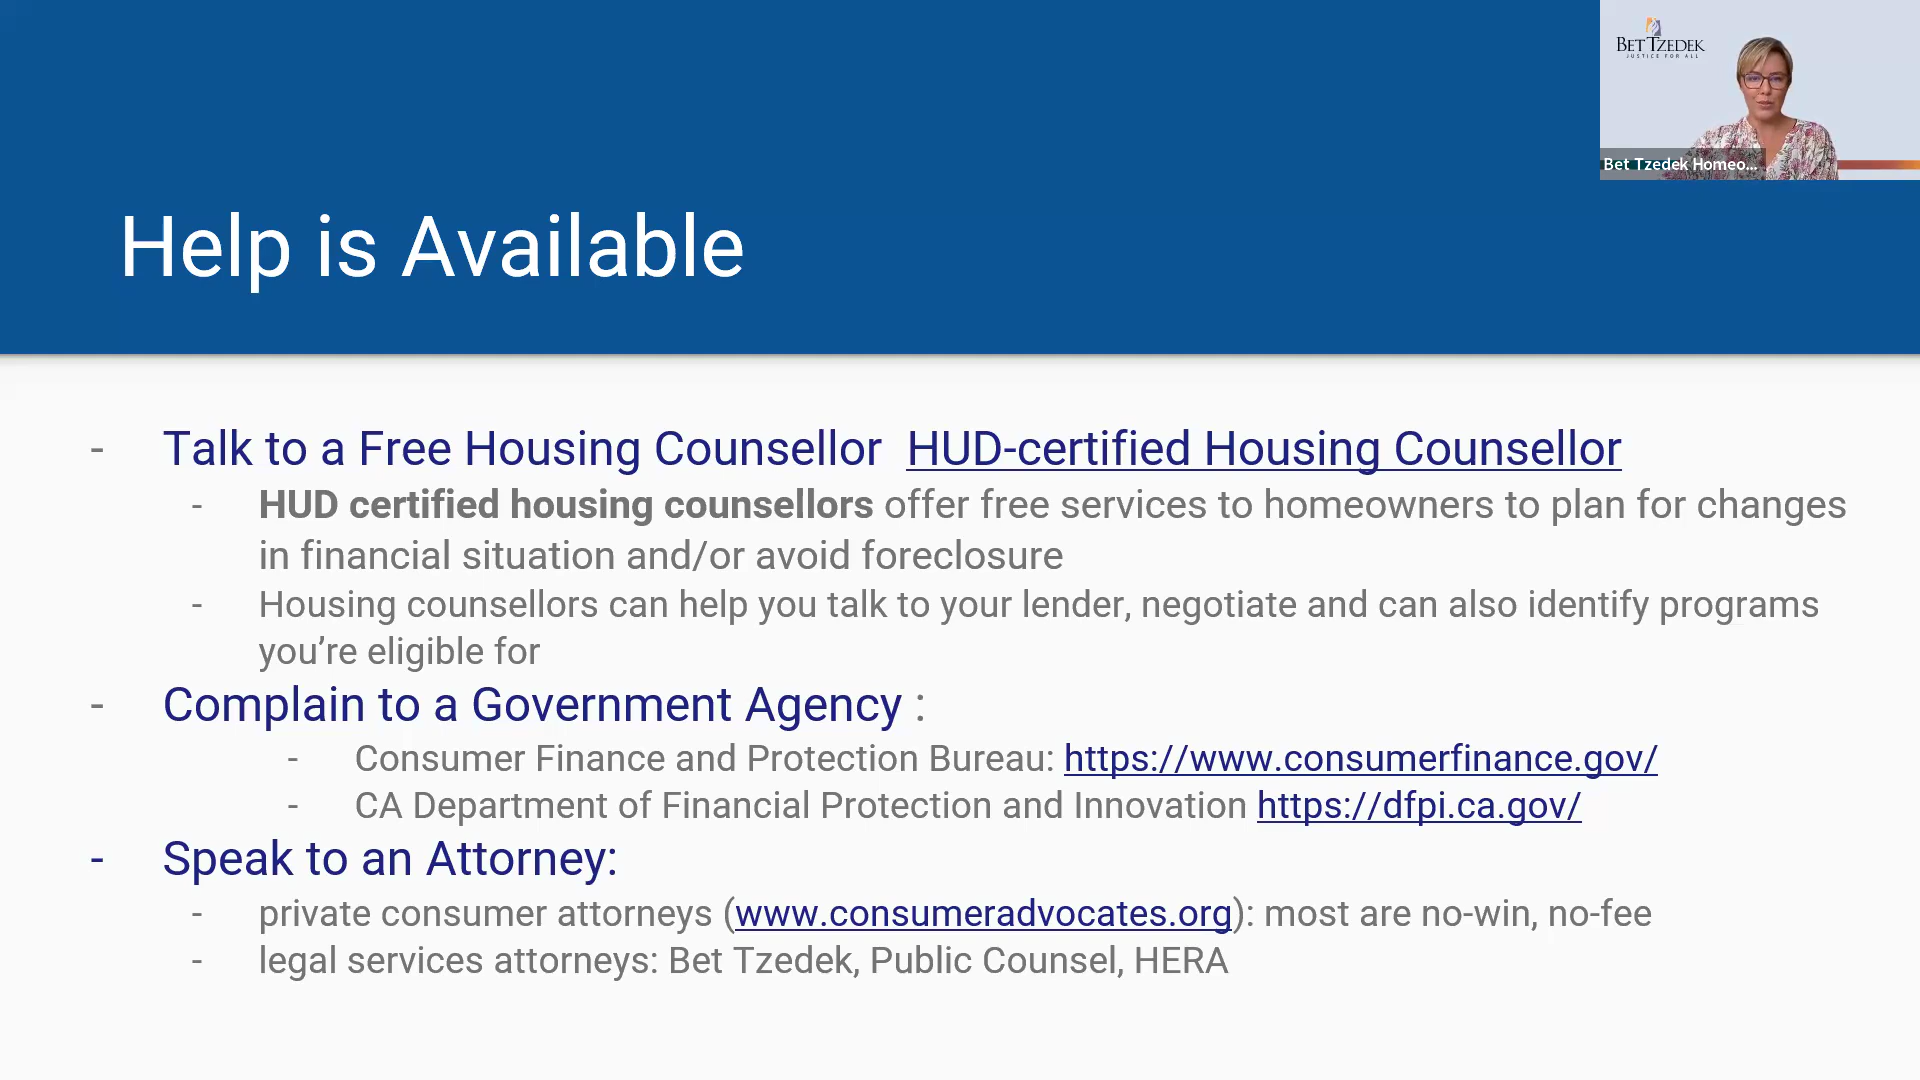 BET TZEDEK
JUSTICE FOR ALL
Bet Tzedek Homeo...
Help is Available
- Talk to a Free Housing Counsellor HUD-certified Housing Counsellor
- HUD certified housing counsellors offer free services to homeowners to plan for changes
in financial situation and/or avoid foreclosure
- Housing counsellors can help you talk to your lender, negotiate and can also identify programs
you’re eligible for
- Complain to a Government Agency :
- Consumer Finance and Protection Bureau: https://www.consumerfinance.gov/
- CA Department of Financial Protection and Innovation https://dfpi.ca.gov/
- Speak to an Attorney:
- private consumer attorneys (www.consumeradvocates.org): most are no-win, no-fee
- legal services attorneys: Bet Tzedek, Public Counsel, HERA